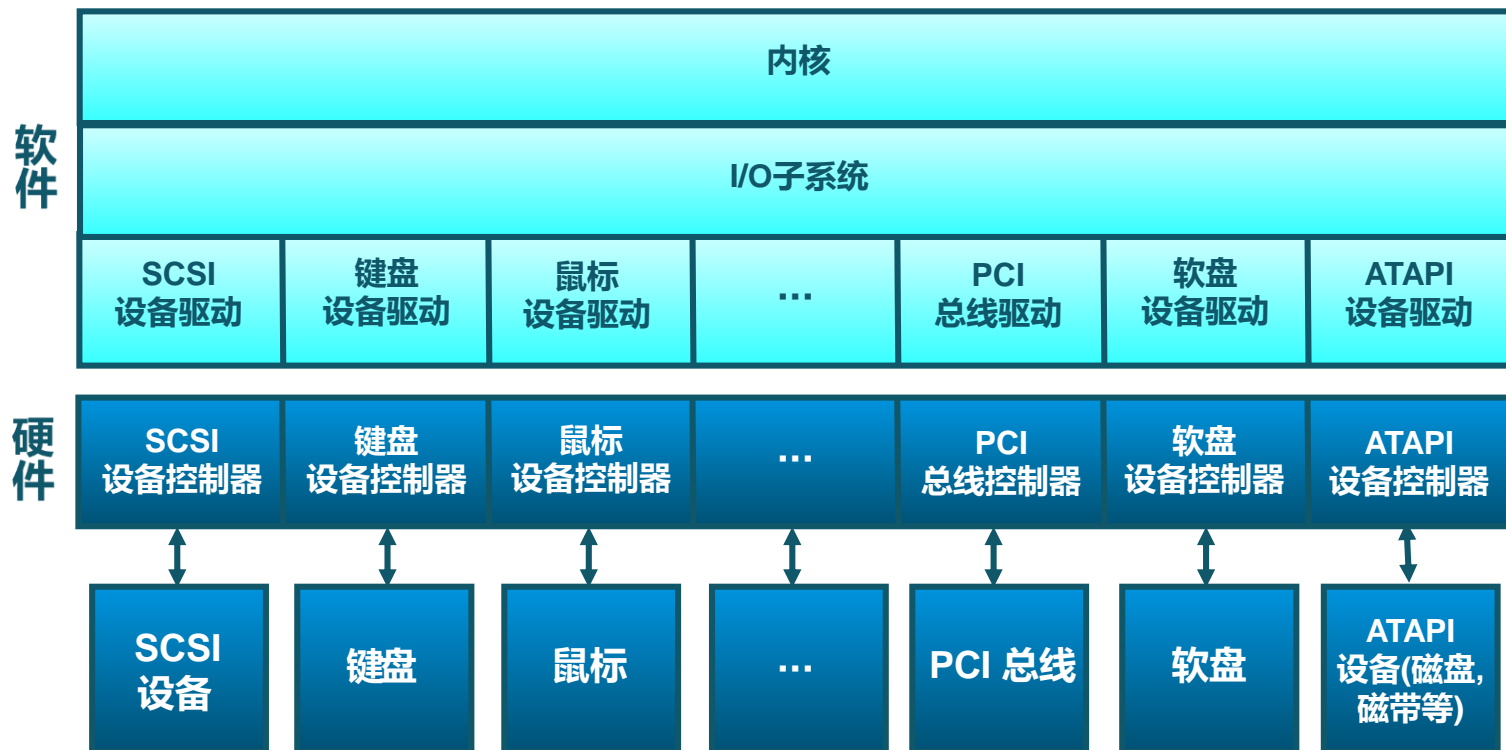 软件
内核
I/O子系统
SCSI
设备驱动
键盘
设备驱动
鼠标
设备驱动
...
PCI
总线驱动
软盘
设备驱动
ATAPI
设备驱动
硬件
SCSI
设备控制器
键盘
设备控制器
鼠标
设备控制器
...
PCI
总线控制器
软盘
设备控制器
ATAPI
设备控制器
SCSI
设备
键盘
鼠标
...
PCI 总线
软盘
ATAPI
设备(磁盘,
磁带等)